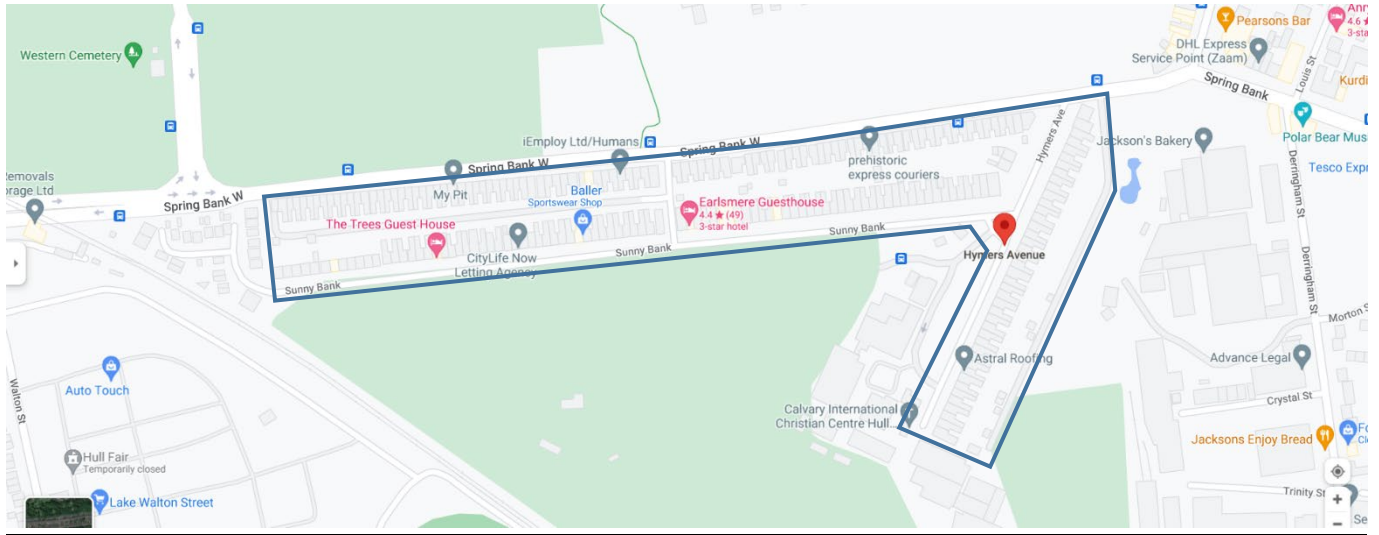 Western Cemetery
Pearsons Bar
4.6
DHL Express
Service Point (Zaam)
Louis St
Spring Bank
Polar Bear Mus
Tesco Expr
Jackson's Bakery
iEmploy Ltd/Humans
Spring Bank W
Spring Bank W
prehistoric
express couriers
Hymers Ave
My Pit
Baller
Sportswear Shop
Removals
Spring Bank W
The Trees Guest House
Earlsmere Guesthouse
4.4 ★ (49)
3-star hotel
CityLife Now
Letting Agency
Sunny Bank
Sunny Bank
Sunny Bank
Hymers Avenue
Derringham St
Derringham St
Morton S
Astral Roofing
Advance Legal
Auto Touch
Walton St
Crystal St
Calvary International
Christian Centre Hull...
Jacksons Enjoy Bread
Hull Fair
Temporarily closed
Lake Walton Street
Trinity St
+
−